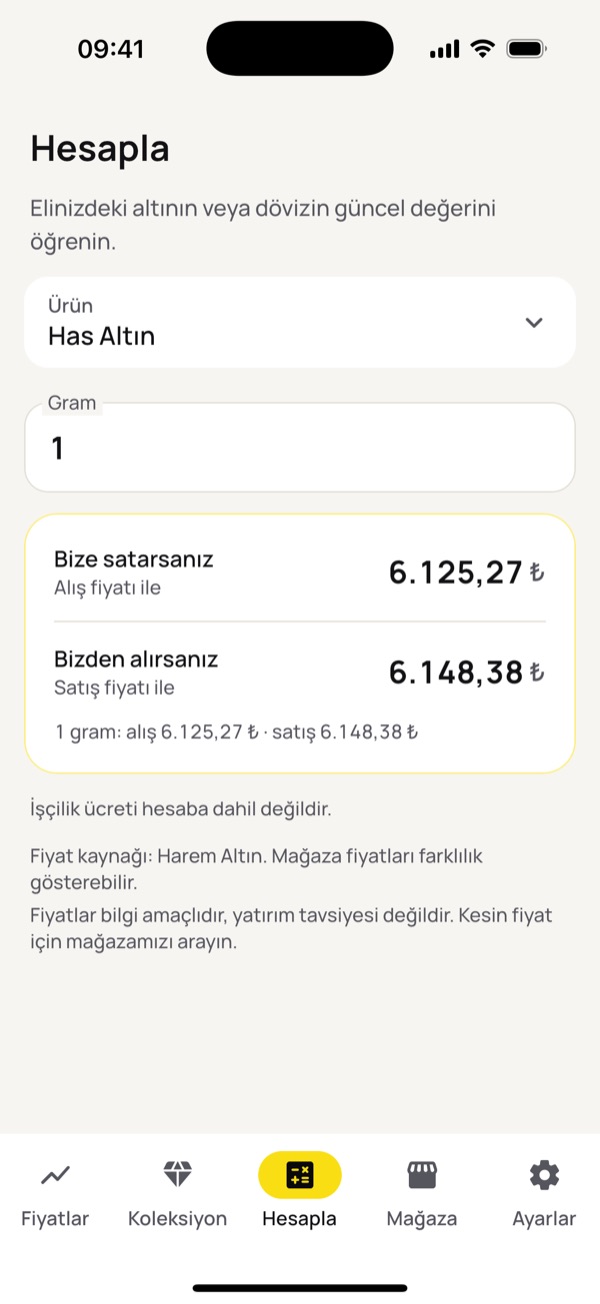 09:41
Hesapla
Elinizdeki altının veya dövizin güncel değerini
öğrenin.
Ürün
Has Altın
Gram
1
Bize satarsanız
Alış fiyatı ile
6.125,27 ₺
Bizden alırsanız
Satış fiyatı ile
6.148,38 ₺
1 gram: alış 6.125,27 ₺ · satış 6.148,38 ₺
İşçilik ücreti hesaba dahil değildir.
Fiyat kaynağı: Harem Altın. Mağaza fiyatları farklılık
gösterebilir.
Fiyatlar bilgi amaçlıdır, yatırım tavsiyesi değildir. Kesin fiyat
için mağazamızı arayın.
Fiyatlar
Koleksiyon
Hesapla
Mağaza
Ayarlar